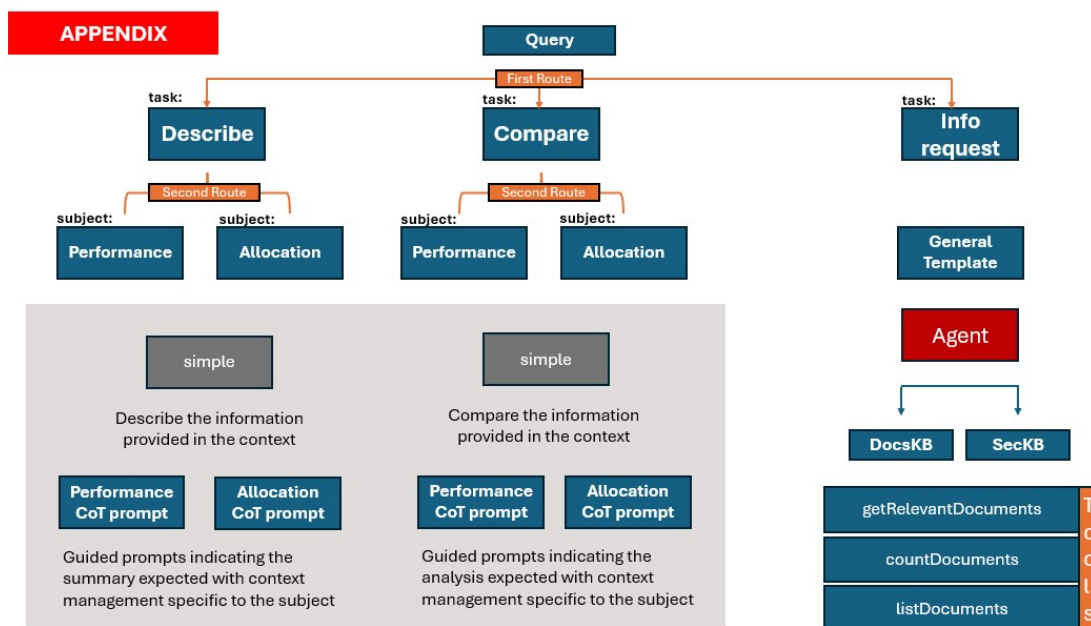 APPENDIX
Query
First Route
task:
Describe
task:
Compare
task:
Info
request
Second Route
Second Route
subject:
Performance
subject:
Allocation
subject:
Performance
subject:
Allocation
General
Template
Agent
simple
simple
Describe the information
provided in the context
Compare the information
provided in the context
DocsKB
SecKB
Performance
CoT prompt
Allocation
CoT prompt
Performance
CoT prompt
Allocation
CoT prompt
Guided prompts indicating the
summary expected with context
management specific to the subject
Guided prompts indicating the
analysis expected with context
management specific to the subject
getRelevantDocuments
countDocuments
listDocuments
Tools